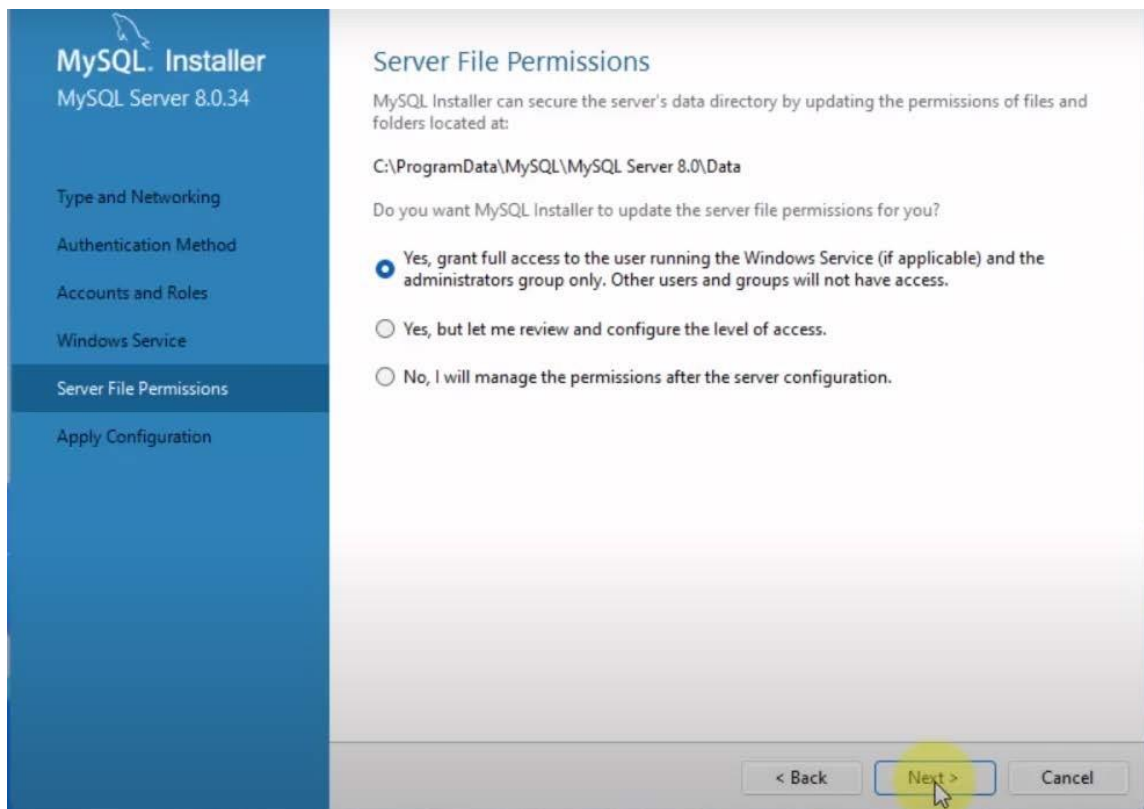 MySQL. Installer
MySQL Server 8.0.34
Type and Networking
Authentication Method
Accounts and Roles
Windows Service
Server File Permissions
Apply Configuration
Server File Permissions
MySQL Installer can secure the server's data directory by updating the permissions of files and
folders located at:
C:\ProgramData\MySQL\MySQL Server 8.0\Data
Do you want MySQL Installer to update the server file permissions for you?
Yes, grant full access to the user running the Windows Service (if applicable) and the
administrators group only. Other users and groups will not have access.
Yes, but let me review and configure the level of access.
No, I will manage the permissions after the server configuration.
< Back
Next >
Cancel